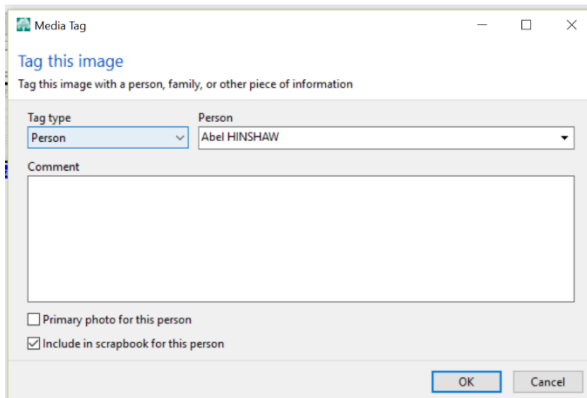 Media Tag
Tag this image
Tag this image with a person, family, or other piece of information
Tag type
Person
Person
Abel HINSHAW
Comment
Primary photo for this person
Include in scrapbook for this person
OK
Cancel